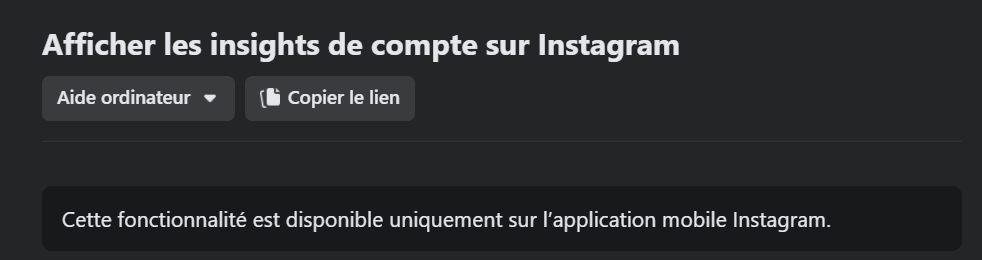 Afficher les insights de compte sur Instagram
Aide ordinateur
Copier le lien
Cette fonctionnalité est disponible uniquement sur l’application mobile Instagram.